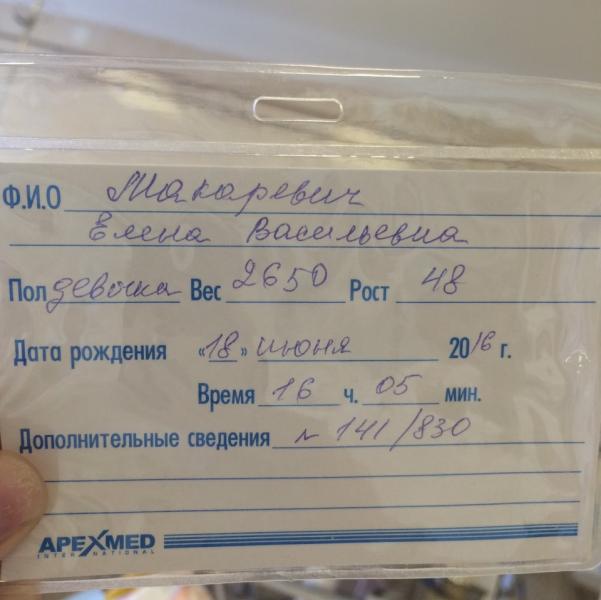 Ф.И.О Макаревич
Елена Васильевна
Пол девочка Вес 2650 Рост 48
Дата рождения «18» июня 2016 г.
Время 16 ч. 05 мин.
Дополнительные сведения № 141/830
APEXMED
INTERNATIONAL